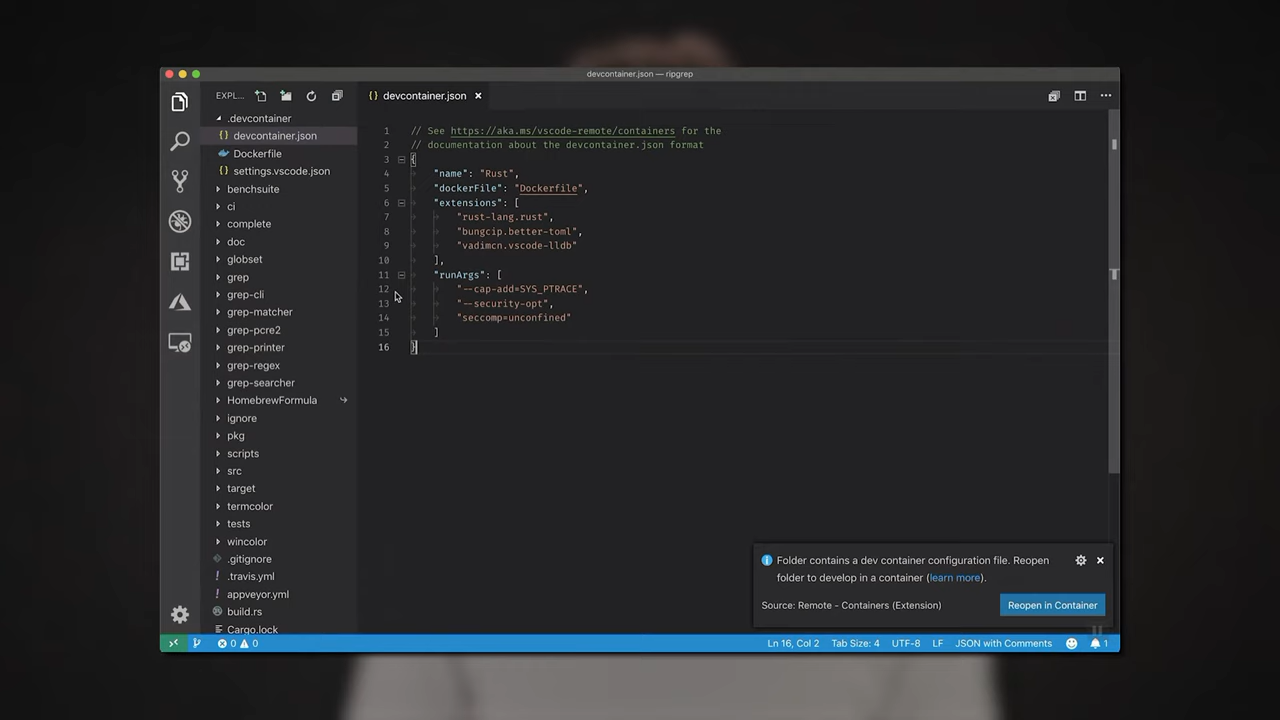 devcontainer.json — ripgrep
EXPL...
devcontainer.json
.devcontainer
devcontainer.json
Dockerfile
settings.vscode.json
benchsuite
ci
complete
doc
globset
grep
grep-cli
grep-matcher
grep-pcre2
grep-printer
grep-regex
grep-searcher
HomebrewFormula
ignore
pkg
scripts
src
target
termcolor
tests
wincolor
.gitignore
.travis.yml
appveyor.yml
build.rs
Cargo.lock
1 // See https://aka.ms/vscode-remote/containers for the
2 // documentation about the devcontainer.json format
3 {
4 "name": "Rust",
5 "dockerFile": "Dockerfile",
6 "extensions": [
7 "rust-lang.rust",
8 "bungcip.better-toml",
9 "vadimcn.vscode-lldb"
10 ],
11 "runArgs": [
12 "--cap-add=SYS_PTRACE",
13 "--security-opt",
14 "seccomp=unconfined"
15 ]
16 }
Folder contains a dev container configuration file. Reopen
folder to develop in a container (learn more).
Source: Remote - Containers (Extension)
Reopen in Container
0 0
Ln 16, Col 2 Tab Size: 4 UTF-8 LF JSON with Comments 1